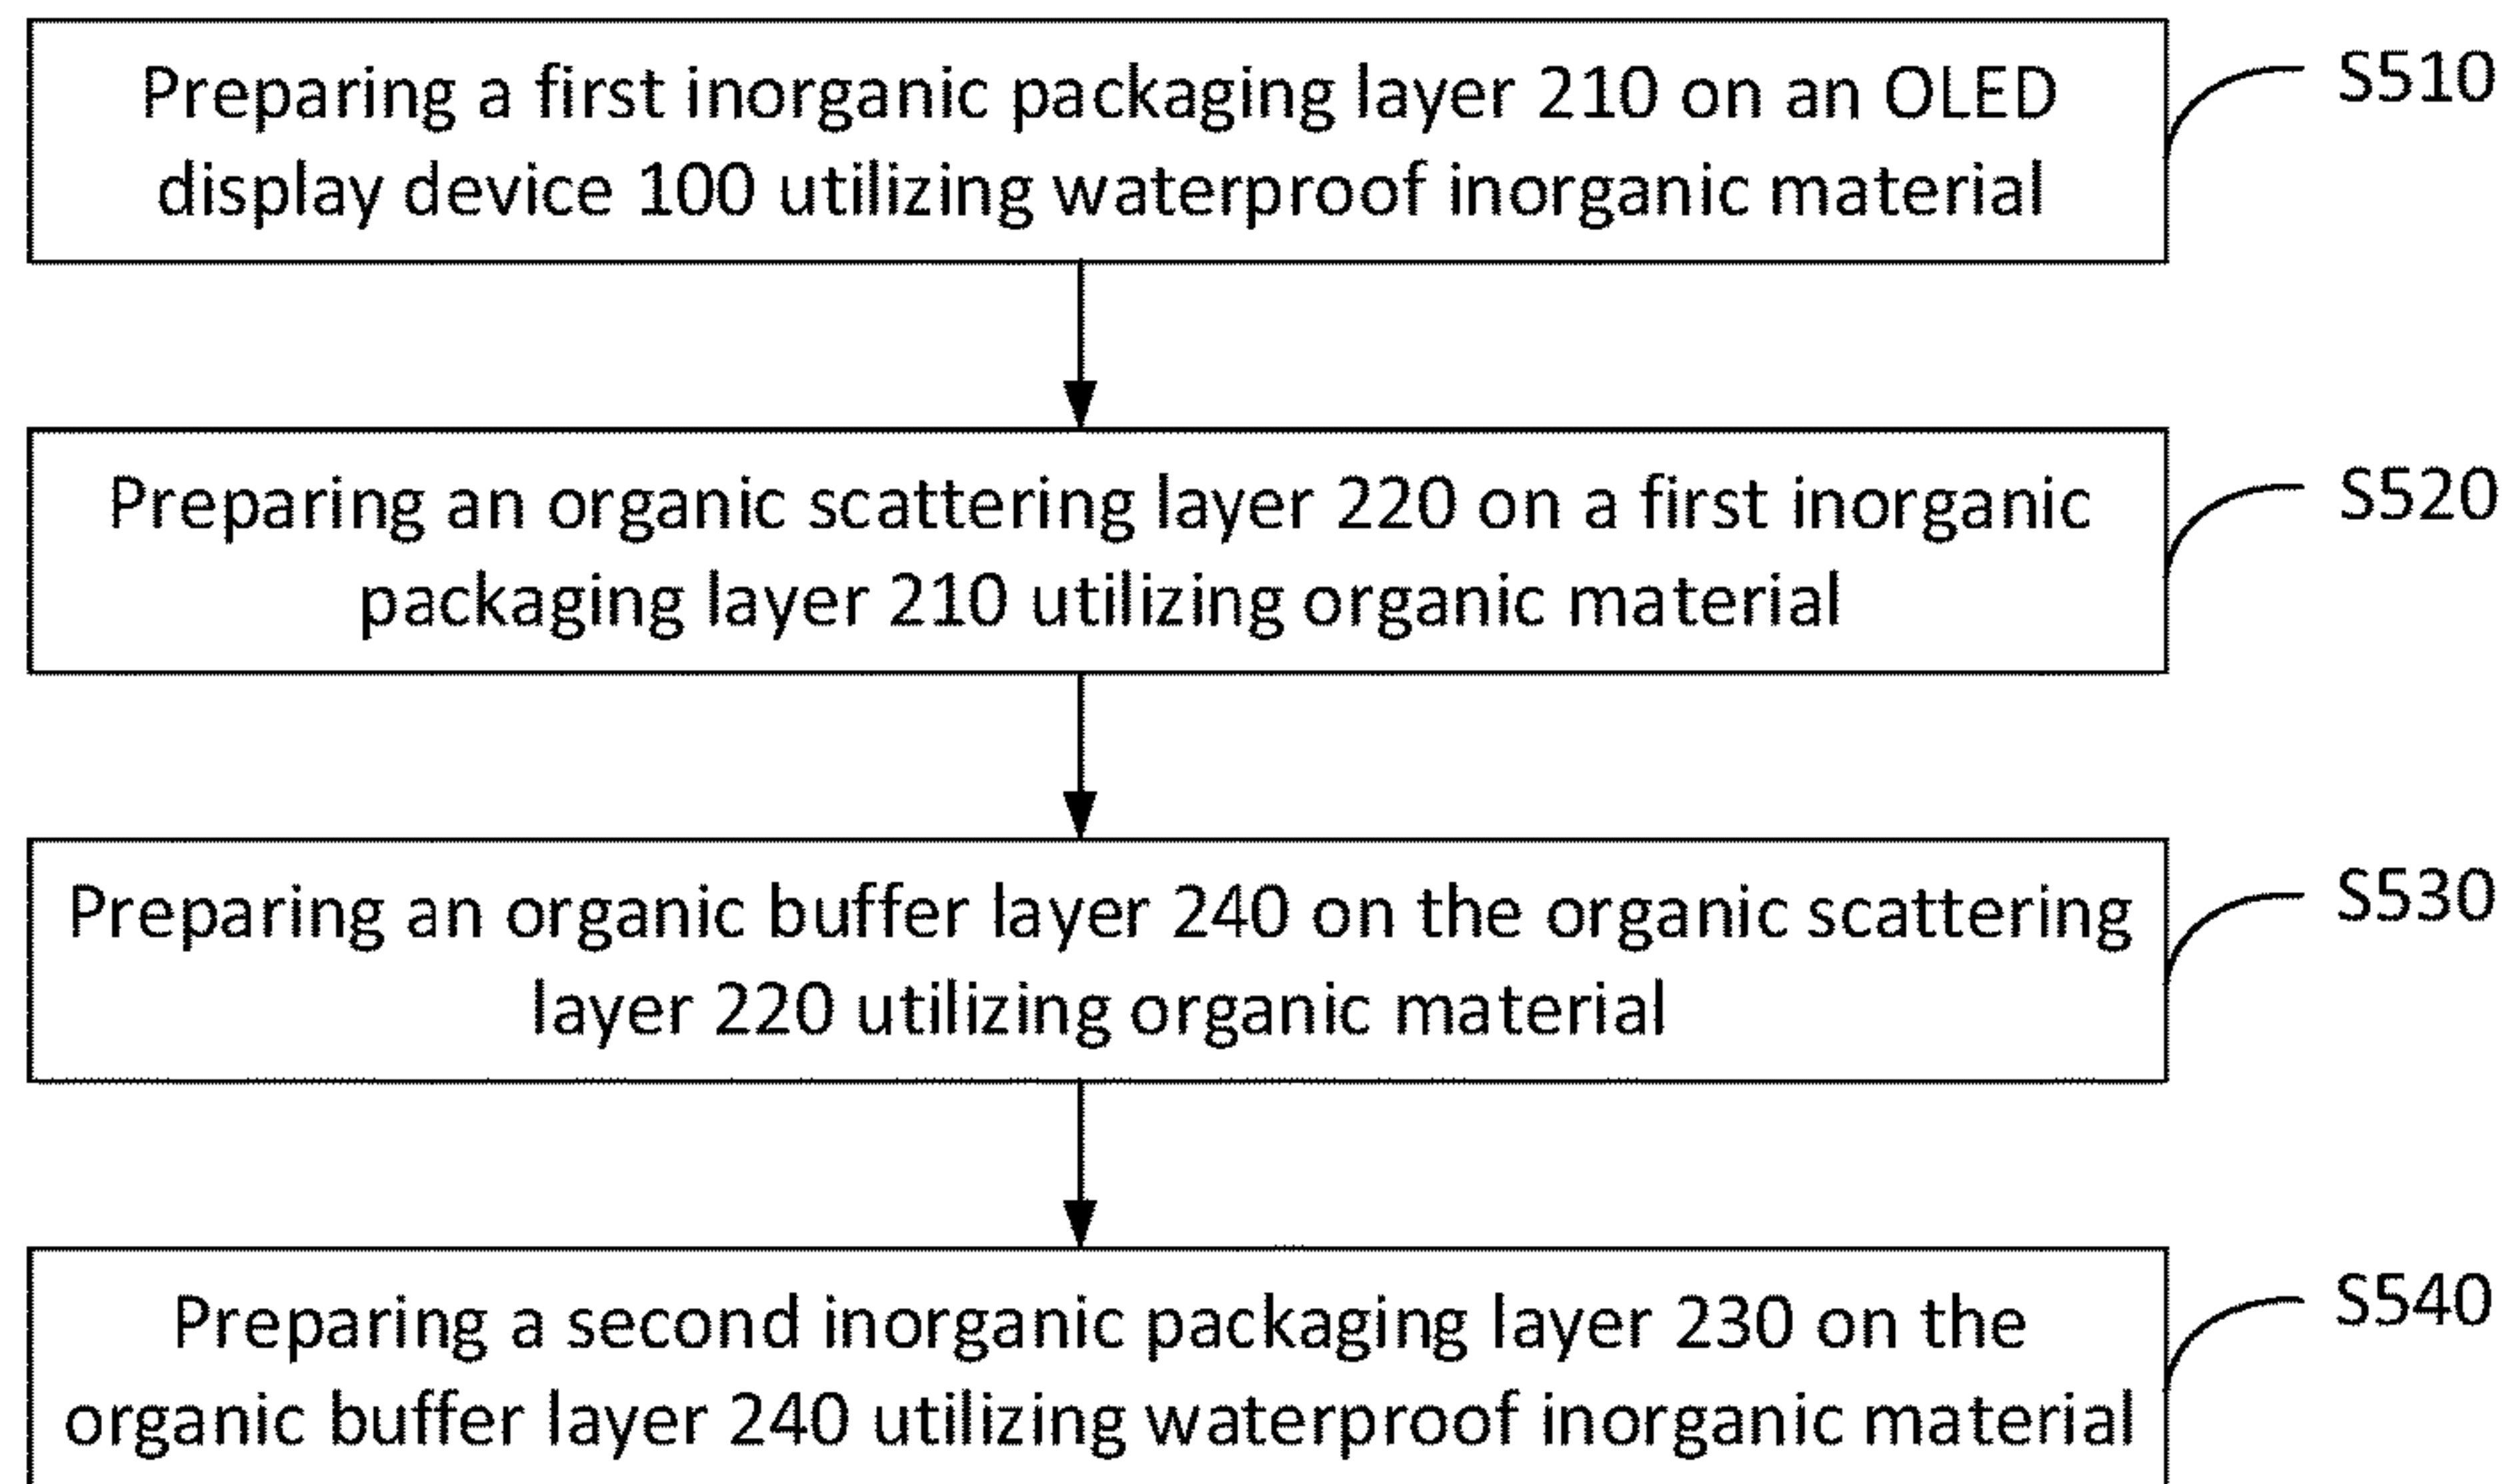 Preparing a first inorganic packaging layer 210 on an OLED
display device 100 utilizing waterproof inorganic material
S510
Preparing an organic scattering layer 220 on a first inorganic
packaging layer 210 utilizing organic material
S520
Preparing an organic buffer layer 240 on the organic scattering
layer 220 utilizing organic material
S530
Preparing a second inorganic packaging layer 230 on the
organic buffer layer 240 utilizing waterproof inorganic material
S540